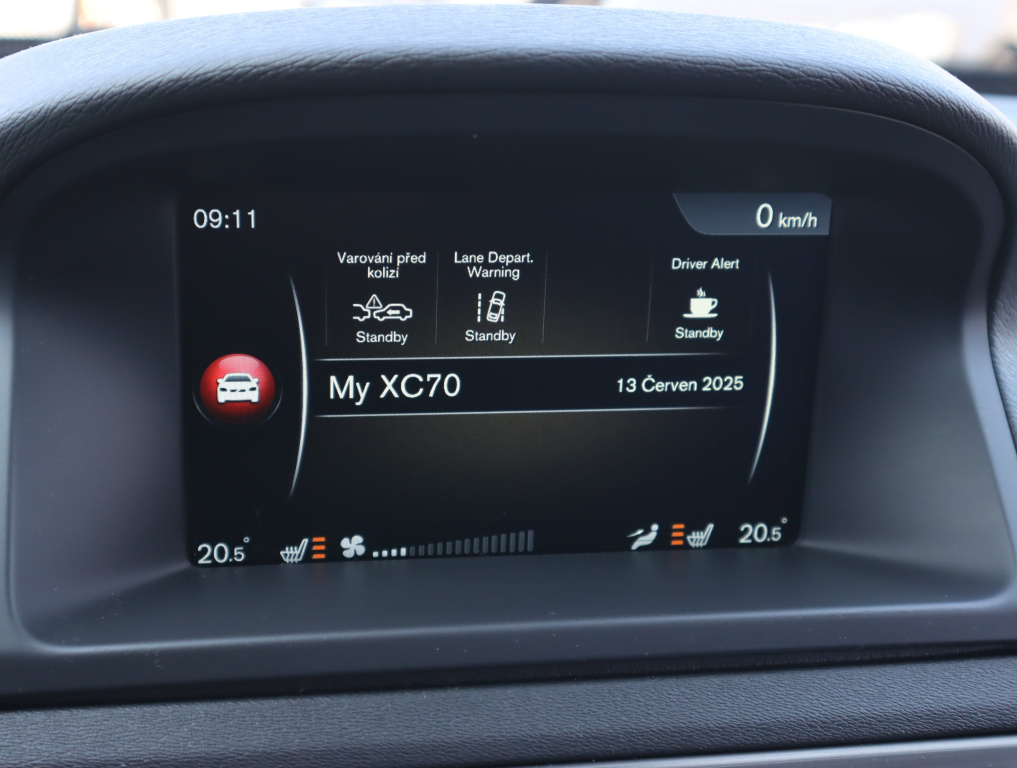 09:11
0 km/h
Varování před
kolizí
Standby
Lane Depart.
Warning
Standby
Driver Alert
Standby
My XC70
13 Červen 2025
20.5°
20.5°